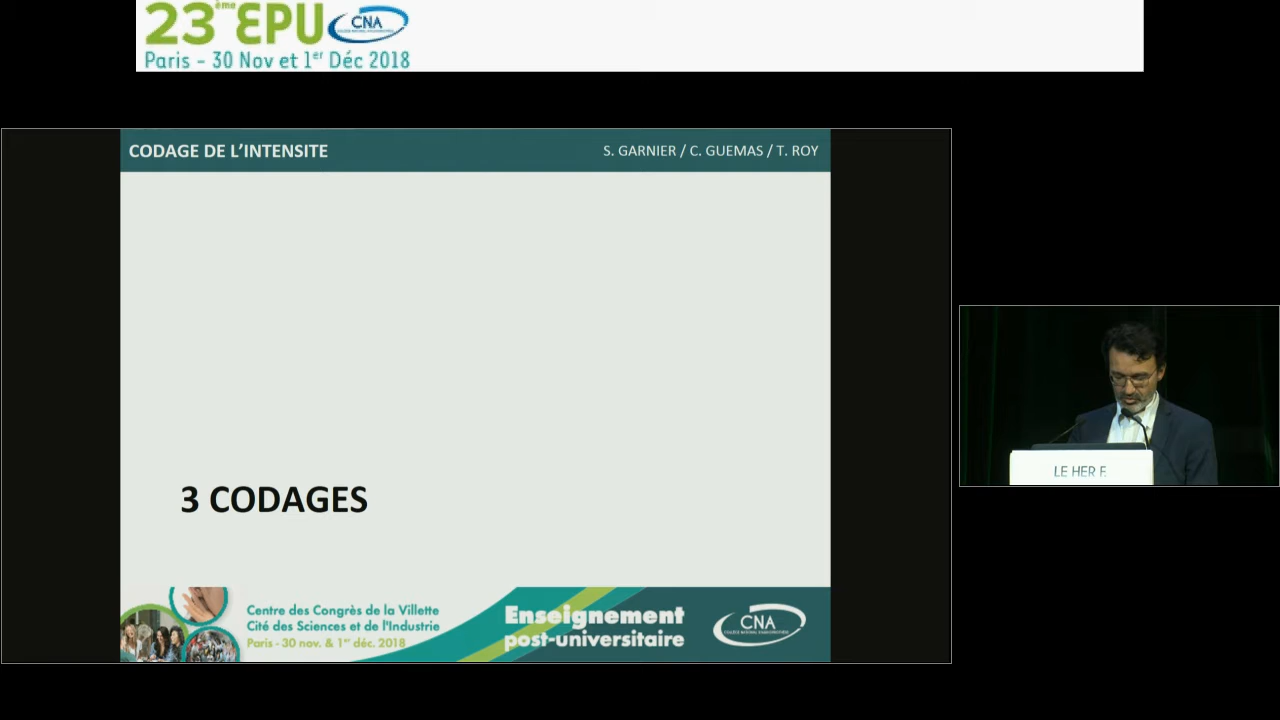 23ème EPU
CNA
Paris - 30 Nov et 1er Déc 2018
CODAGE DE L'INTENSITE
S. GARNIER / C. GUEMAS / T. ROY
3 CODAGES
LE HER F.
Centre des Congrès de la Villette
Cité des Sciences et de l'Industrie
Paris - 30 nov. & 1er déc. 2018
Enseignement
post-universitaire
CNA